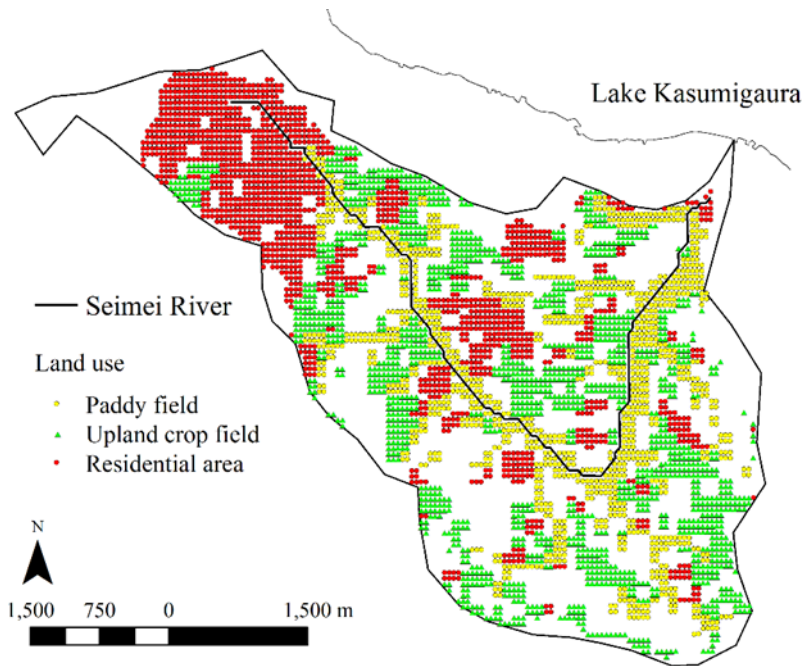 Lake Kasumigaura
Seimei River
Land use
Paddy field
Upland crop field
Residential area
N
1,500 750 0 1,500 m